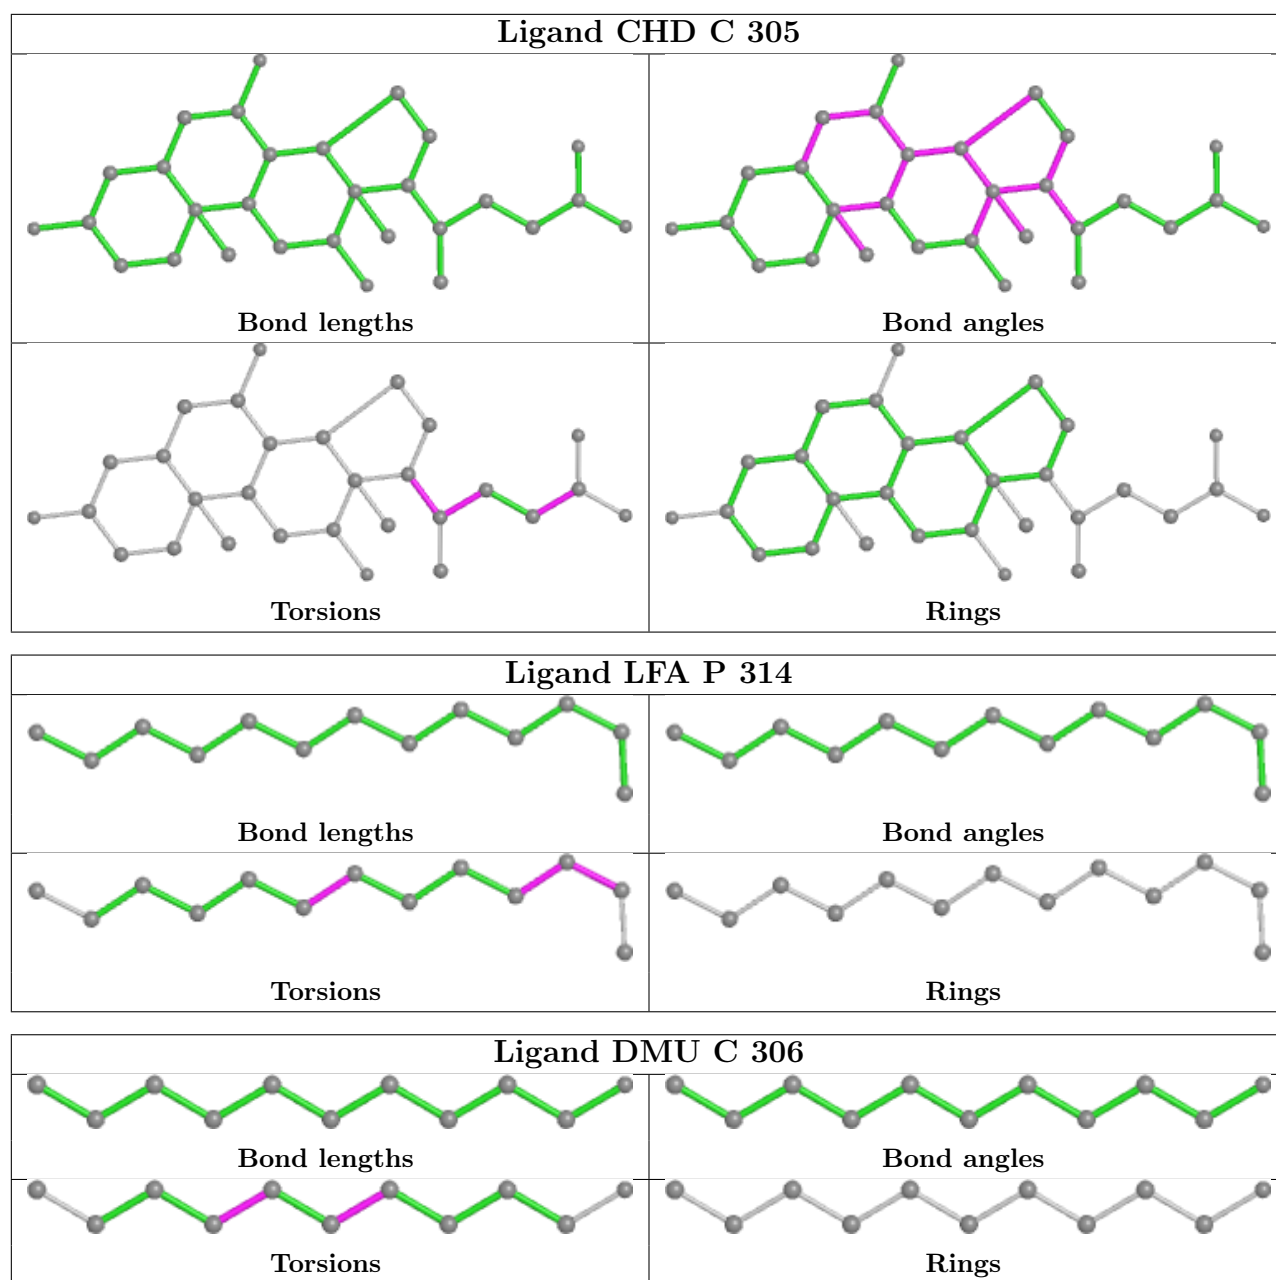 Ligand CHD C 305
Bond lengths
Bond angles
Torsions
Rings
Ligand LFA P 314
Bond lengths
Bond angles
Torsions
Rings
Ligand DMU C 306
Bond lengths
Bond angles
Torsions
Rings